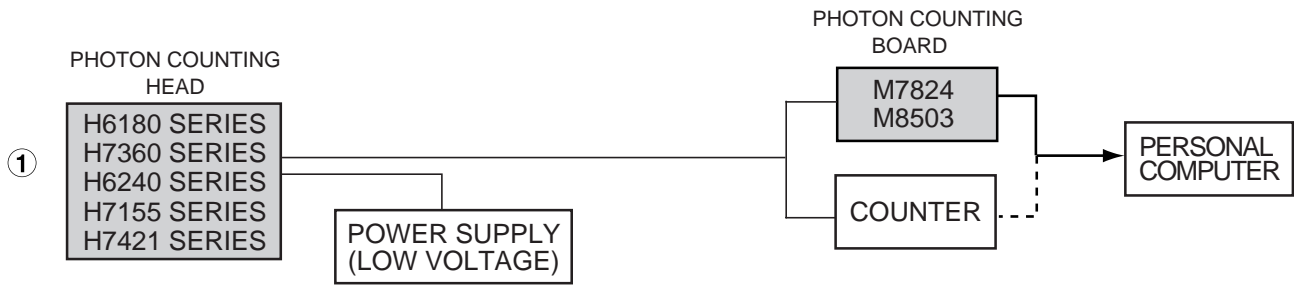 PHOTON COUNTING
HEAD
①
H6180 SERIES
H7360 SERIES
H6240 SERIES
H7155 SERIES
H7421 SERIES
POWER SUPPLY
(LOW VOLTAGE)
PHOTON COUNTING
BOARD
M7824
M8503
COUNTER
PERSONAL
COMPUTER